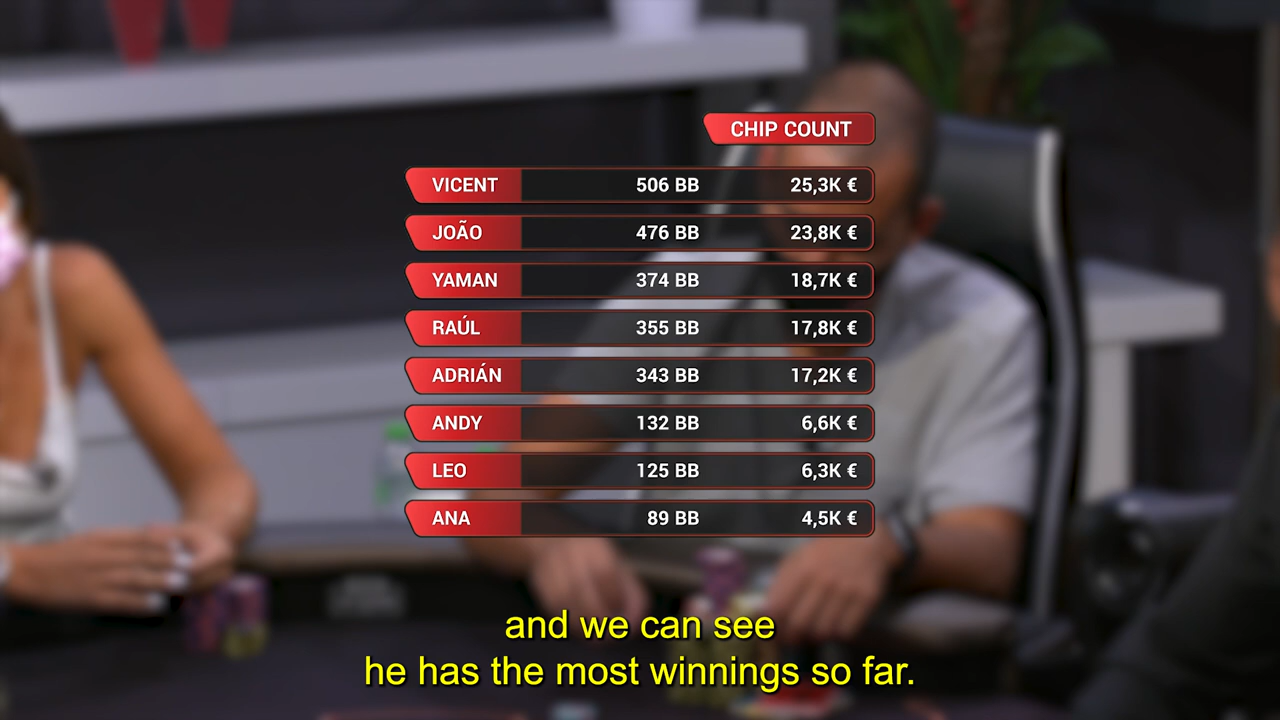 CHIP COUNT
VICENT 506 BB 25,3K €
JOÃO 476 BB 23,8K €
YAMAN 374 BB 18,7K €
RAÚL 355 BB 17,8K €
ADRIÁN 343 BB 17,2K €
ANDY 132 BB 6,6K €
LEO 125 BB 6,3K €
ANA 89 BB 4,5K €
and we can see
he has the most winnings so far.